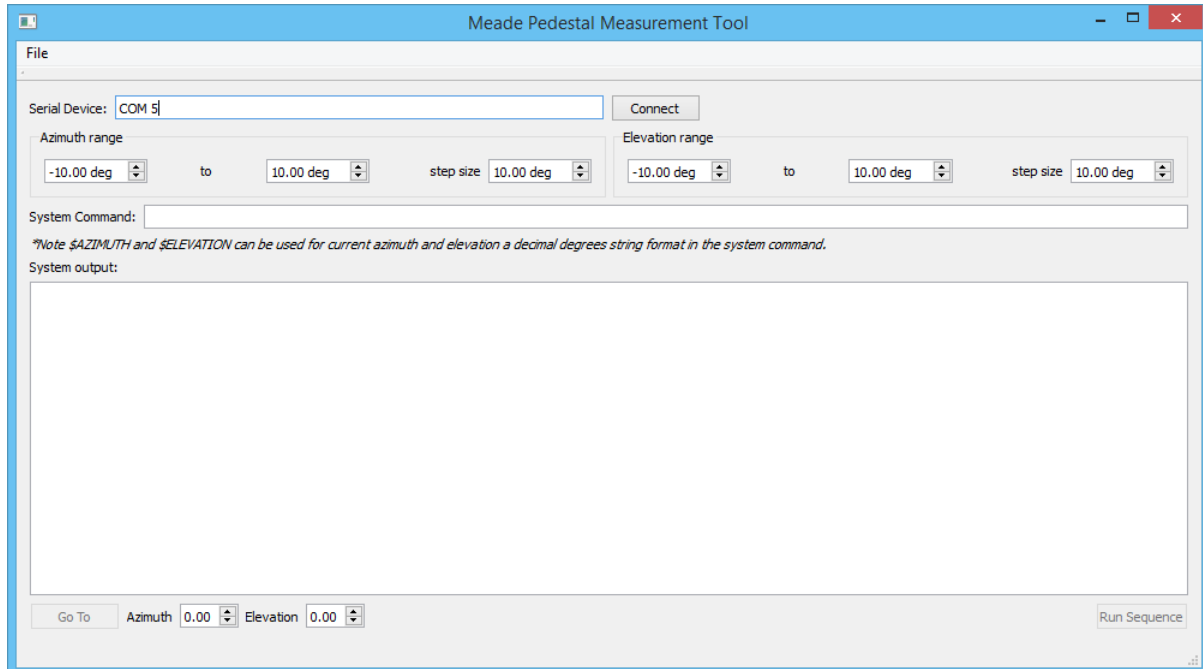 Meade Pedestal Measurement Tool
File
Serial Device: COM 5 Connect
Azimuth range Elevation range
-10.00 deg to 10.00 deg step size 10.00 deg -10.00 deg to 10.00 deg step size 10.00 deg
System Command:
*Note $AZIMUTH and $ELEVATION can be used for current azimuth and elevation a decimal degrees string format in the system command.
System output:
Go To Azimuth 0.00 Elevation 0.00 Run Sequence